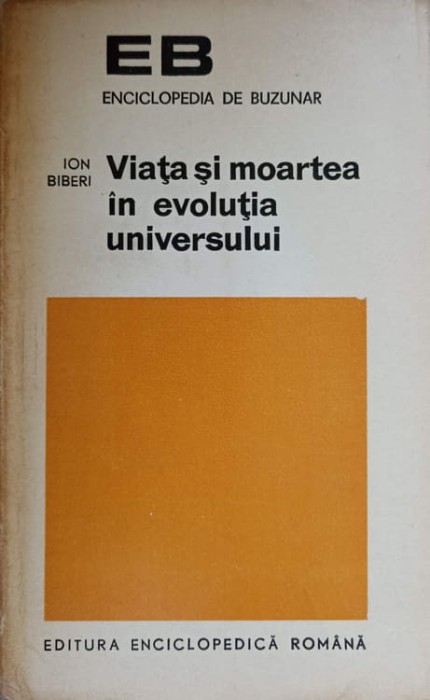 EB
ENCICLOPEDIA DE BUZUNAR
ION
BIBERI
Viaţa şi moartea
în evoluţia
universului
EDITURA ENCICLOPEDICĂ ROMÂNĂ